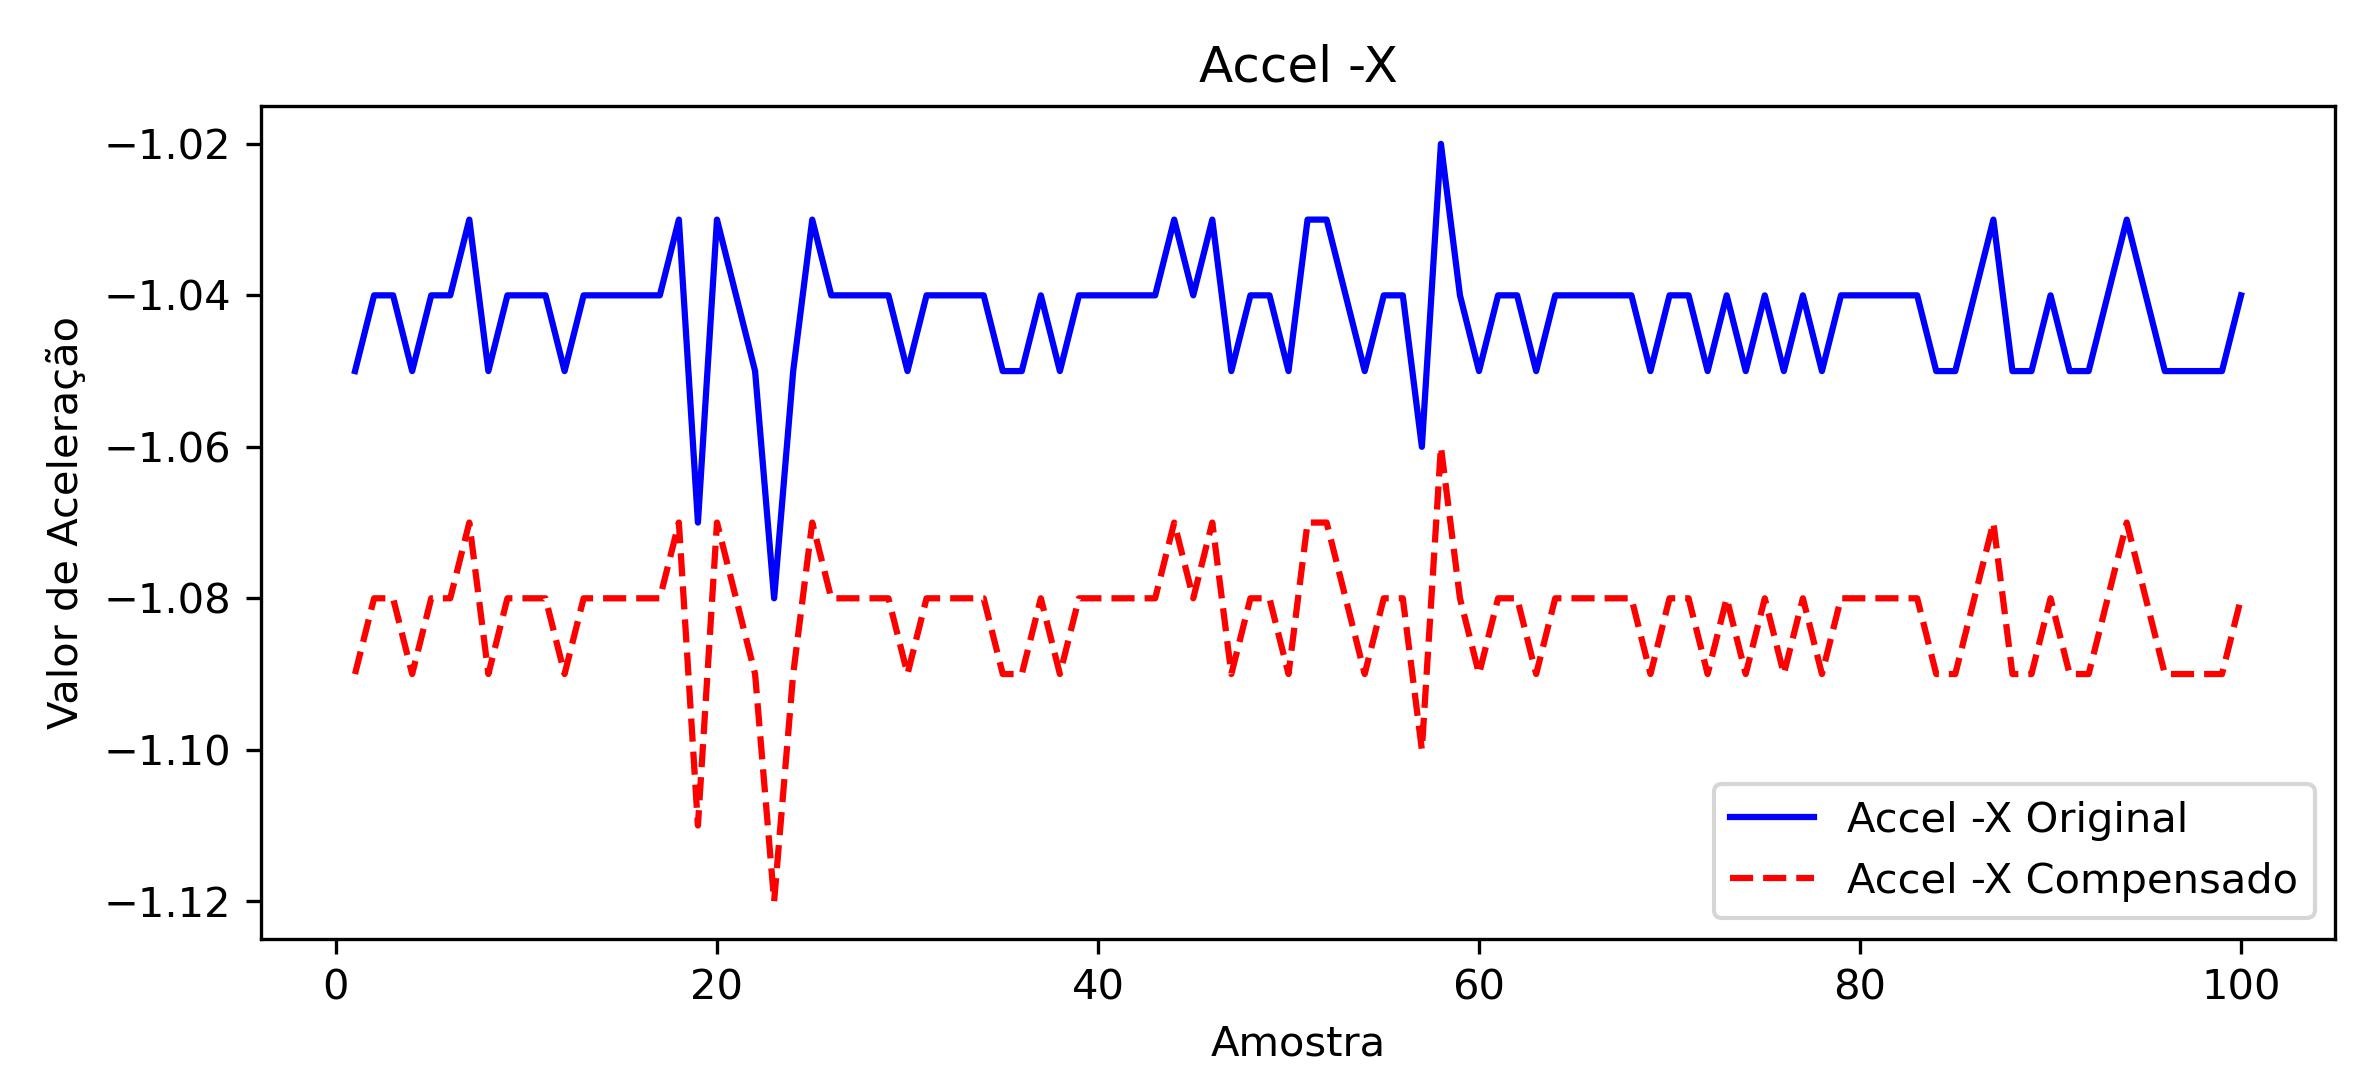 Accel -X
Valor de Aceleração
−1.02
−1.04
−1.06
−1.08
−1.10
−1.12
Accel -X Original
Accel -X Compensado
0 20 40 60 80 100
Amostra